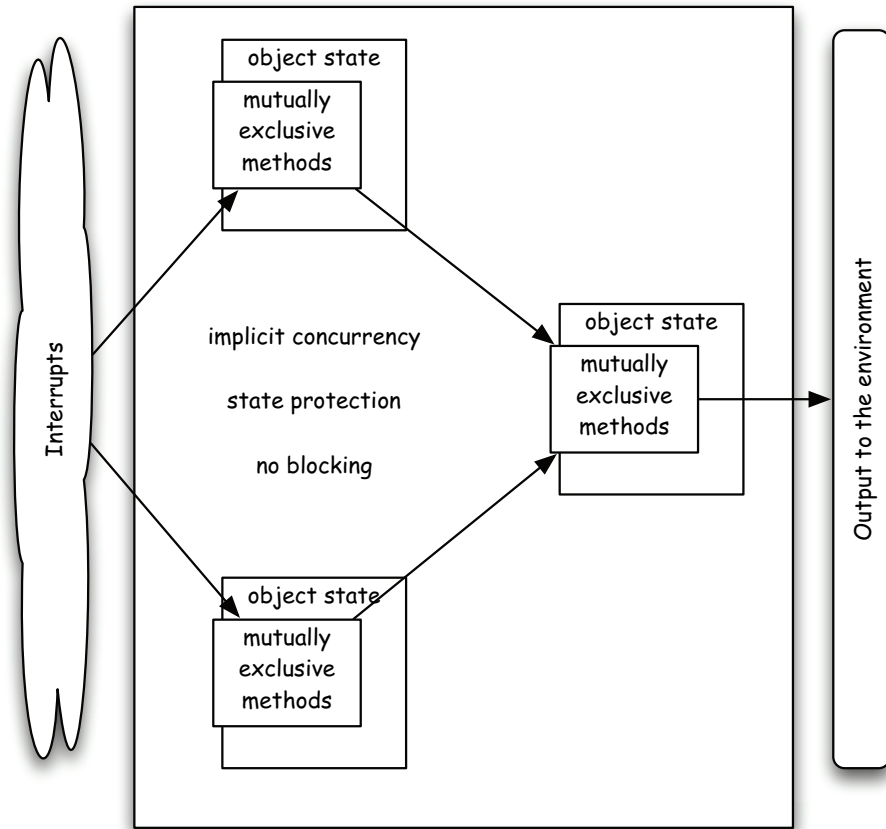 Interrupts
object state
mutually
exclusive
methods
implicit concurrency
state protection
no blocking
object state
mutually
exclusive
methods
object state
mutually
exclusive
methods
Output to the environment